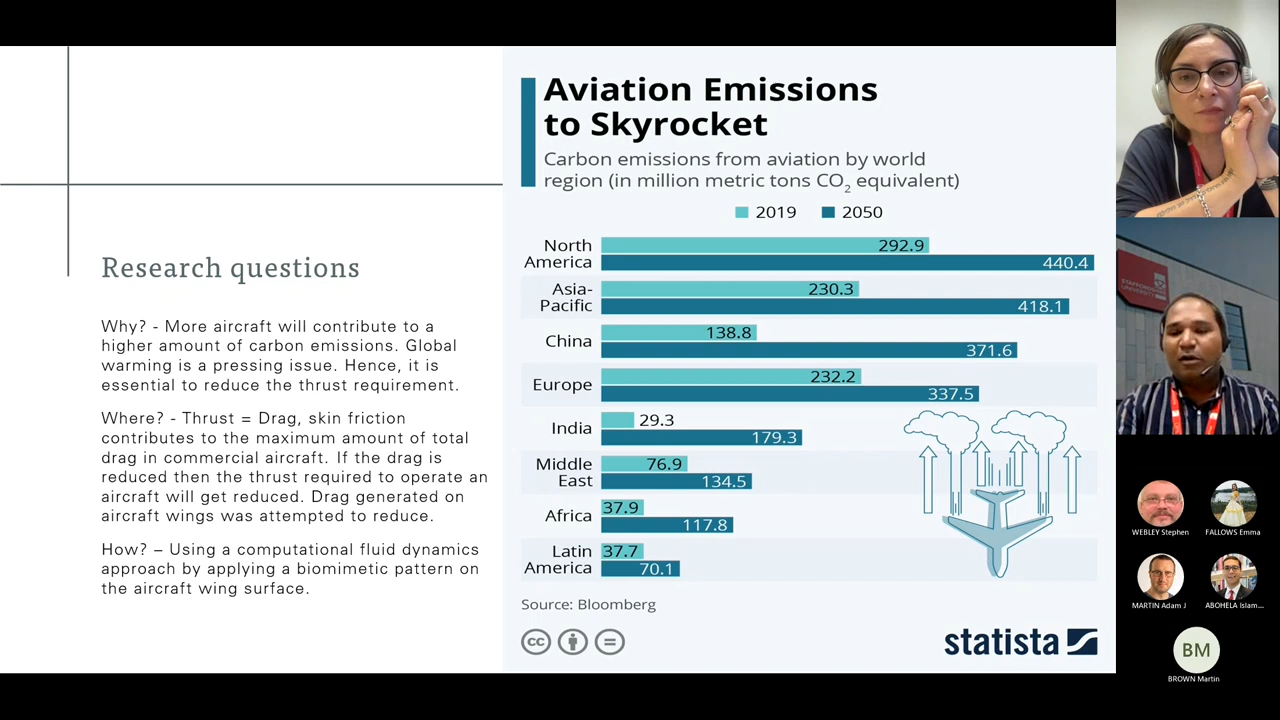 Research questions
Why? - More aircraft will contribute to a
higher amount of carbon emissions. Global
warming is a pressing issue. Hence, it is
essential to reduce the thrust requirement.
Where? - Thrust = Drag, skin friction
contributes to the maximum amount of total
drag in commercial aircraft. If the drag is
reduced then the thrust required to operate an
aircraft will get reduced. Drag generated on
aircraft wings was attempted to reduce.
How? – Using a computational fluid dynamics
approach by applying a biomimetic pattern on
the aircraft wing surface.
Aviation Emissions
to Skyrocket
Carbon emissions from aviation by world
region (in million metric tons CO2 equivalent)
2019 2050
North America 292.9 440.4
Asia-Pacific 230.3 418.1
China 138.8 371.6
Europe 232.2 337.5
India 29.3 179.3
Middle East 76.9 134.5
Africa 37.9 117.8
Latin America 37.7 70.1
Source: Bloomberg
cc
statista
STAFFORDSHIRE
UNIVERSITY
WEBLEY Stephen
FALLOWS Emma
MARTIN Adam J
ABOHELA Islam...
BM
BROWN Martin